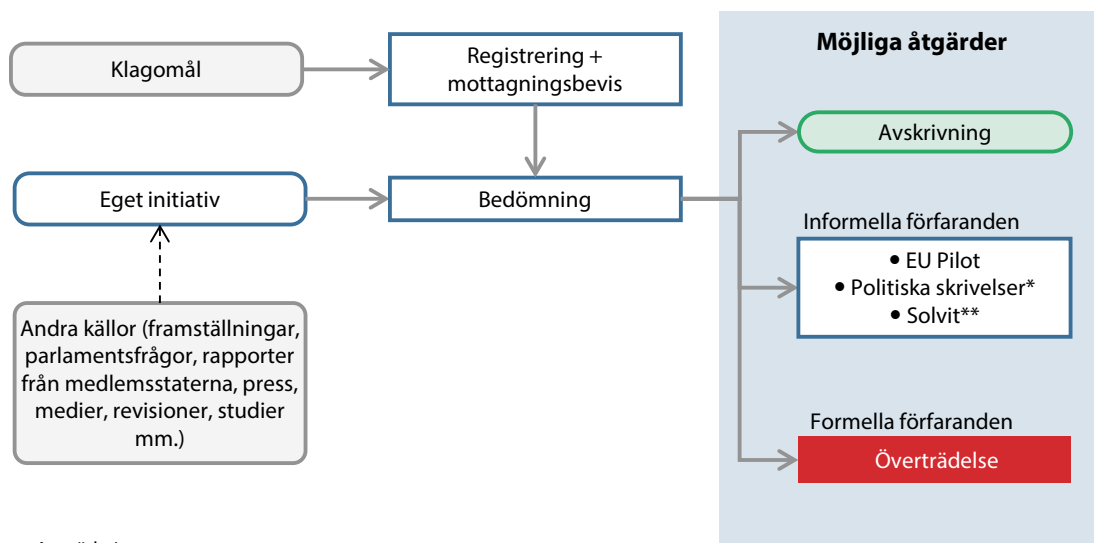 Möjliga åtgärder
Klagomål
Registrering +
mottagningsbevis
Avskrivning
Eget initiativ
Bedömning
Informella förfaranden
• EU Pilot
• Politiska skrivelser*
• Solvit**
Andra källor (framställningar,
parlamentsfrågor, rapporter
från medlemsstaterna, press,
medier, revisioner, studier
mm.)
Formella förfaranden
Överträdelse